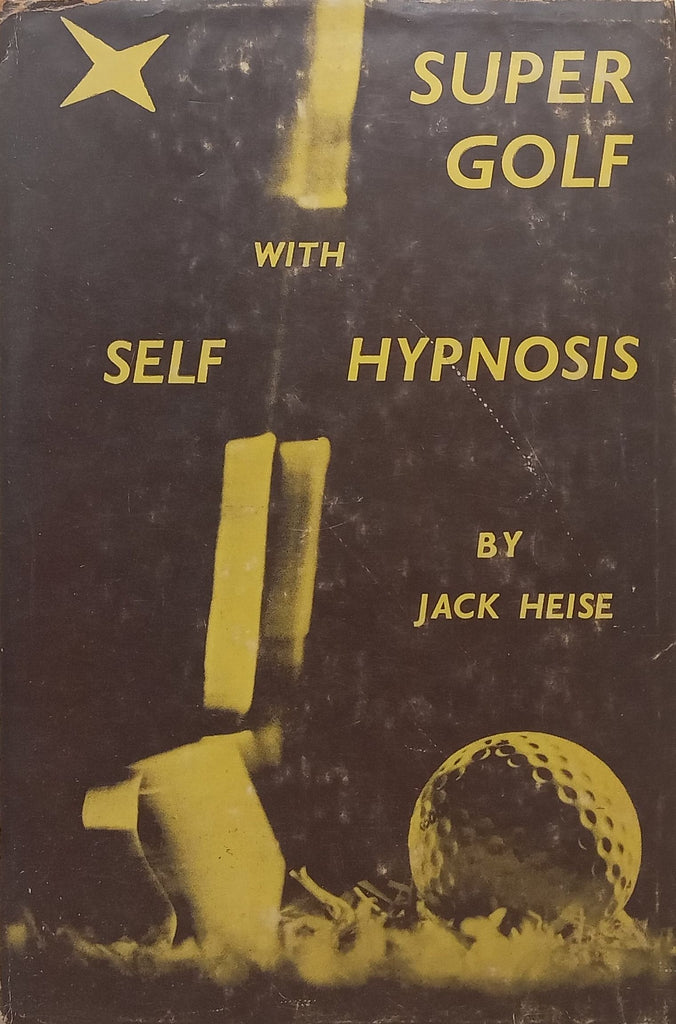 SUPER
GOLF
WITH
SELF HYPNOSIS
BY
JACK HEISE